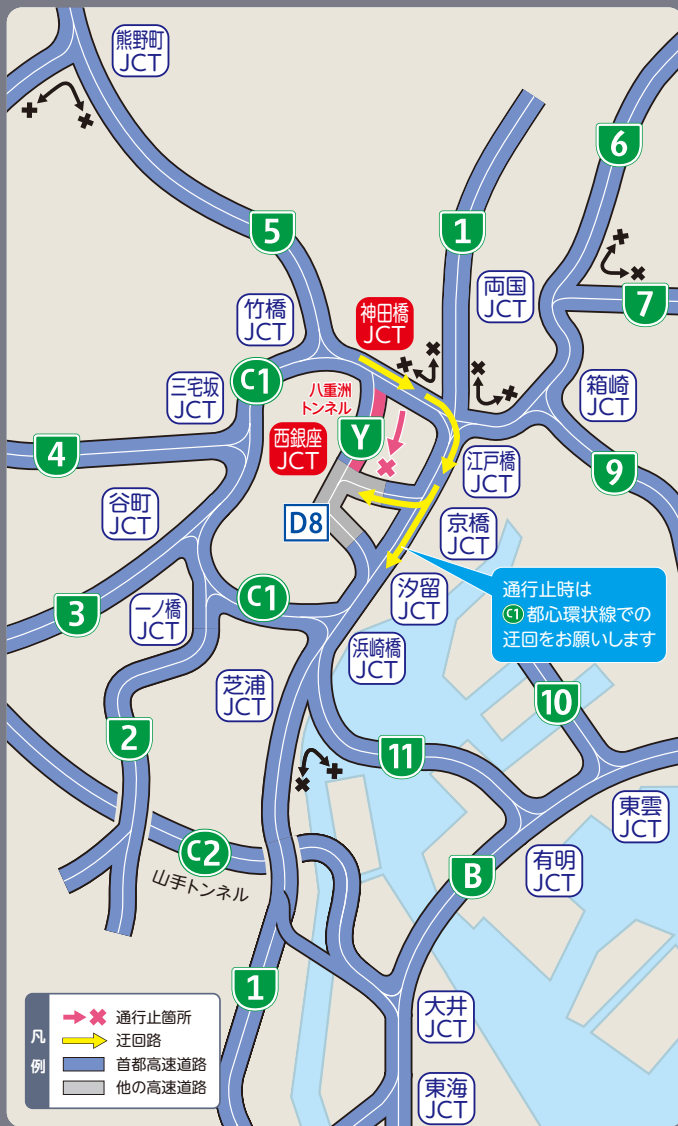 熊野町
JCT
6
5
1
両国
JCT
7
竹橋
JCT
神田橋
JCT
三宅坂
JCT
C1
八重洲
トンネル
箱崎
JCT
西銀座
JCT
Y
4
江戸橋
JCT
9
谷町
JCT
D8
京橋
JCT
3
一ノ橋
JCT
C1
汐留
JCT
通行止時は
C1都心環状線での
迂回をお願いします
浜崎橋
JCT
芝浦
JCT
10
2
11
東雲
JCT
C2
山手トンネル
有明
JCT
B
1
大井
JCT
東海
JCT
凡例
通行止箇所
迂回路
首都高速道路
他の高速道路